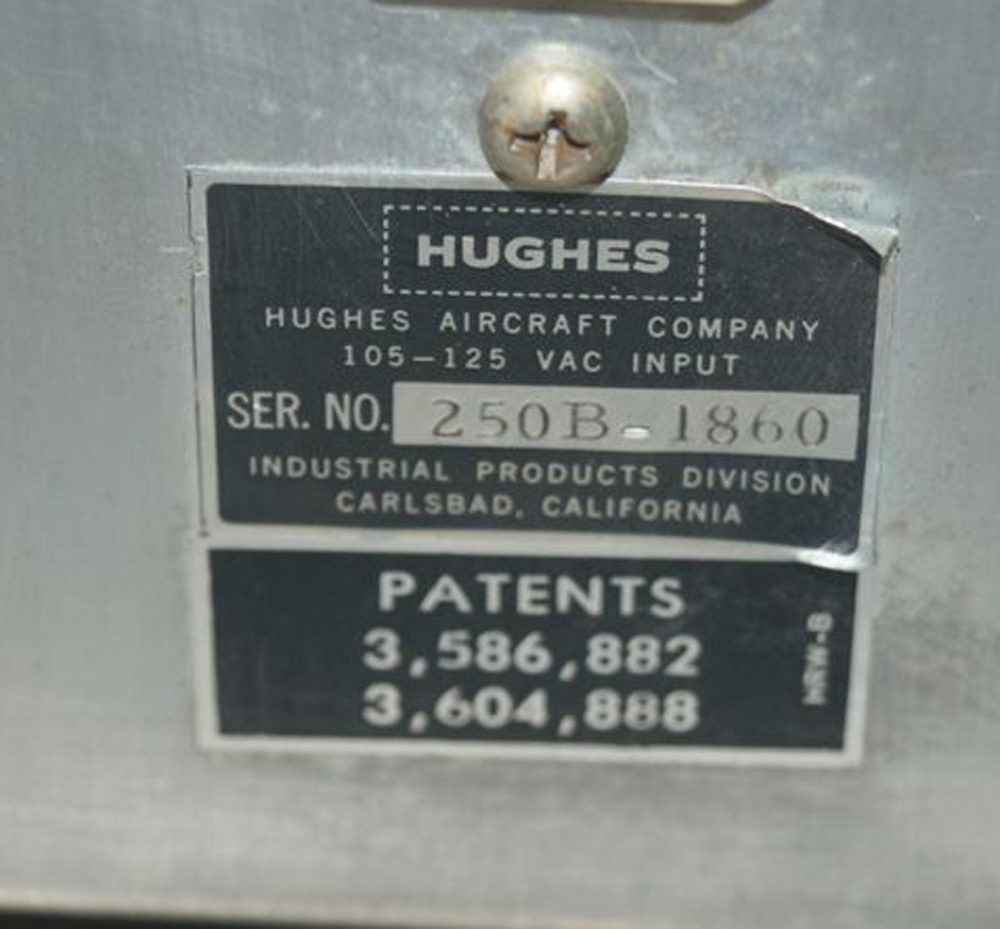 HUGHES
HUGHES AIRCRAFT COMPANY
105-125 VAC INPUT
SER. NO. 250B-1860
INDUSTRIAL PRODUCTS DIVISION
CARLSBAD, CALIFORNIA
PATENTS
3,586,882
3,604,888
HRW-B